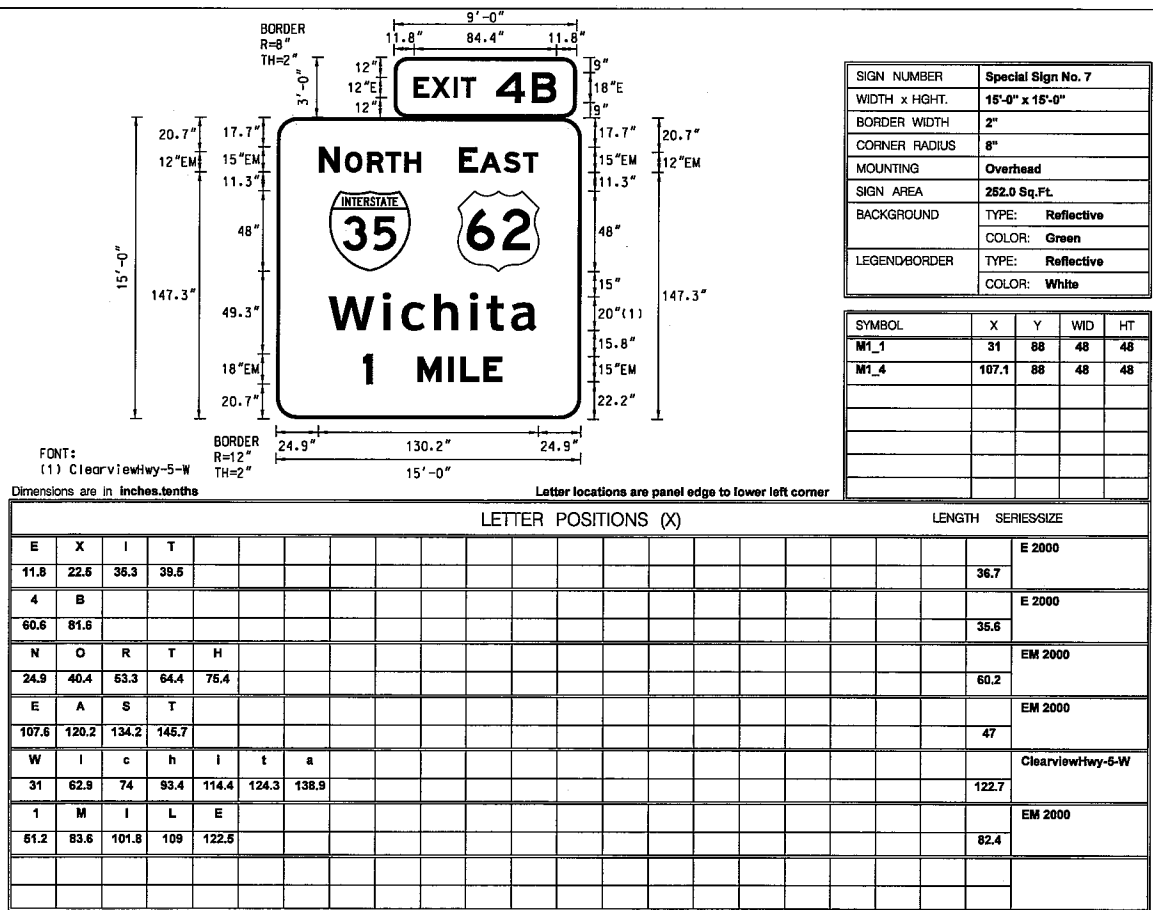 9'-0"
BORDER
R=8"
TH=2"
11.8" 84.4" 11.8"
3'-0"
12"
12"E
12"
EXIT 4B
9"
18"E
9"
15'-0"
20.7"
12"EM
147.3"
17.7"
15"EM
11.3"
48"
49.3"
18"EM
20.7"
NORTH EAST
INTERSTATE
35 62
Wichita
1 MILE
17.7"
15"EM
11.3"
48"
15"
20"(1)
15.8"
15"EM
22.2"
20.7"
12"EM
147.3"
BORDER
R=12"
TH=2"
24.9" 130.2" 24.9"
15'-0"
FONT:
(1) ClearviewHwy-5-W
Dimensions are in inches.tenths
Letter locations are panel edge to lower left corner
SIGN NUMBER Special Sign No. 7
WIDTH x HGHT. 15'-0" x 15'-0"
BORDER WIDTH 2"
CORNER RADIUS 8"
MOUNTING Overhead
SIGN AREA 252.0 Sq.Ft.
BACKGROUND TYPE: Reflective
COLOR: Green
LEGEND/BORDER TYPE: Reflective
COLOR: White
SYMBOL X Y WID HT
M1_1 31 88 48 48
M1_4 107.1 88 48 48
LETTER POSITIONS (X) LENGTH SERIES/SIZE
E X I T E 2000
11.8 22.5 35.3 39.5 36.7
4 B E 2000
60.6 81.6 35.6
N O R T H EM 2000
24.9 40.4 53.3 64.4 75.4 60.2
E A S T EM 2000
107.6 120.2 134.2 145.7 47
W i c h i t a ClearviewHwy-5-W
31 62.9 74 93.4 114.4 124.3 138.9 122.7
1 M I L E EM 2000
51.2 83.6 101.8 109 122.5 82.4